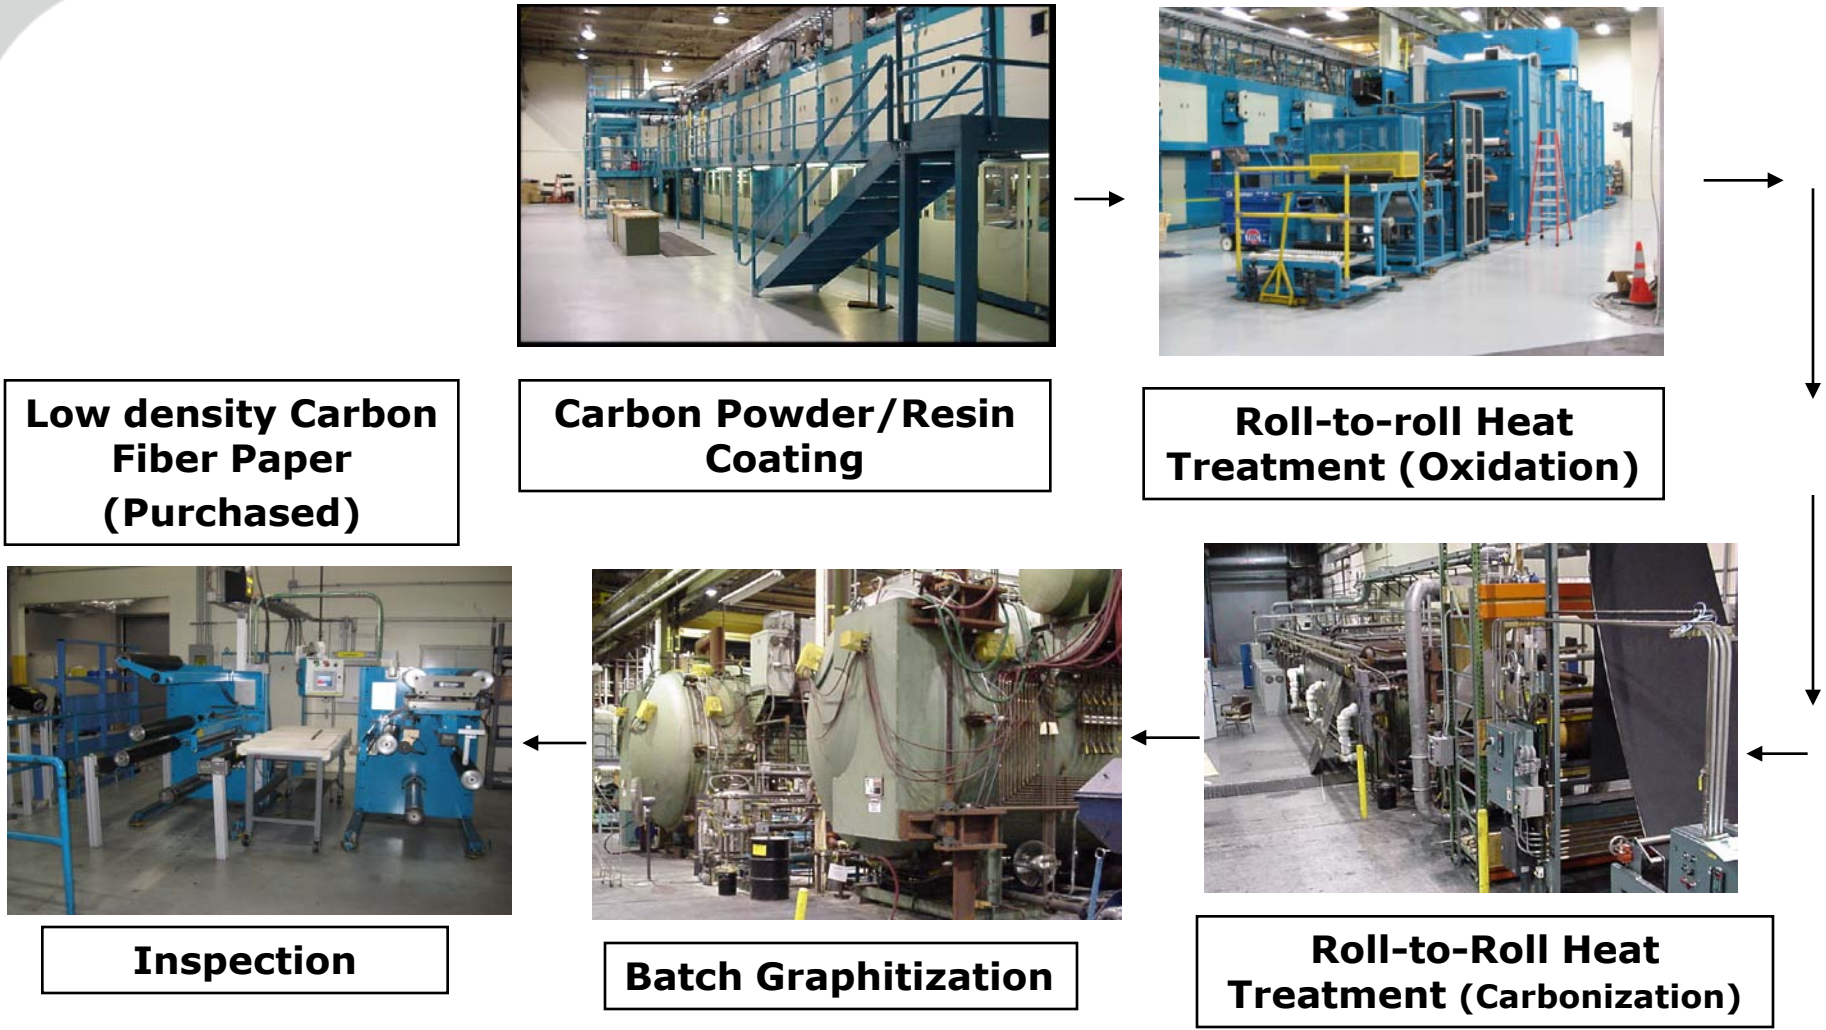 Low density Carbon
Fiber Paper
(Purchased)
Carbon Powder/Resin
Coating
Roll-to-roll Heat
Treatment (Oxidation)
Roll-to-Roll Heat
Treatment (Carbonization)
Batch Graphitization
Inspection